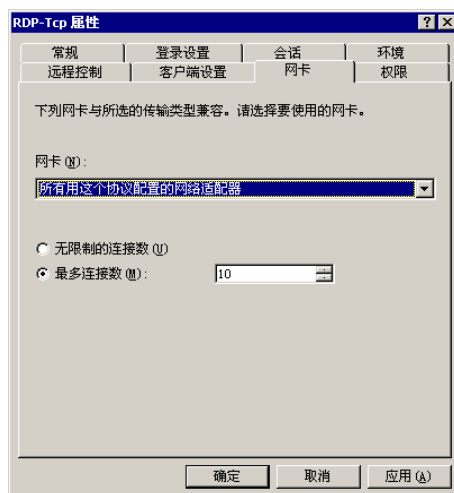 RDP-Tcp 属性
常规 登录设置 会话 环境
远程控制 客户端设置 网卡 权限
下列网卡与所选的传输类型兼容。请选择要使用的网卡。
网卡(N):
所有用这个协议配置的网络适配器
无限制的连接数(U)
最多连接数(M): 10
确定 取消 应用(A)